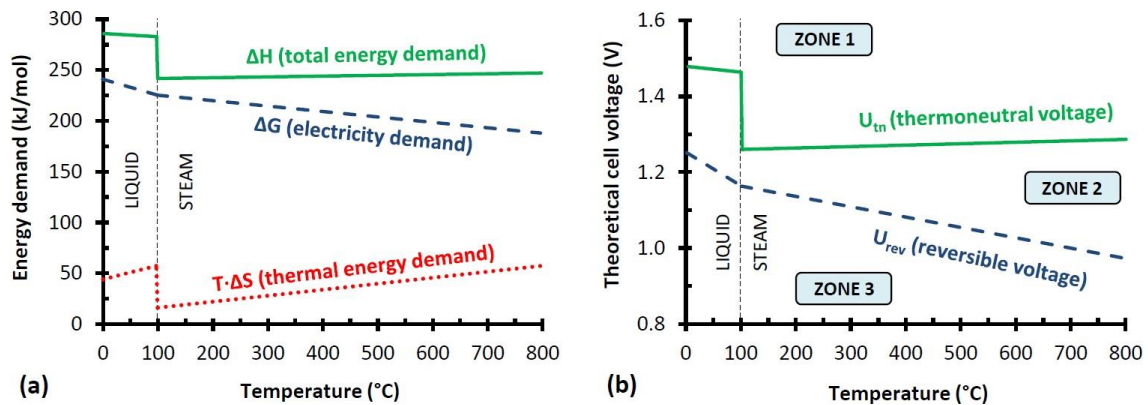 300
250
200
150
100
50
0
Energy demand (kJ/mol)
ΔH (total energy demand)
ΔG (electricity demand)
LIQUID
STEAM
T·ΔS (thermal energy demand)
0 100 200 300 400 500 600 700 800
(a)
Temperature (°C)
1.6
1.4
1.2
1.0
0.8
Theoretical cell voltage (V)
ZONE 1
Utn (thermoneutral voltage)
ZONE 2
LIQUID
STEAM
Urev (reversible voltage)
ZONE 3
0 100 200 300 400 500 600 700 800
(b)
Temperature (°C)